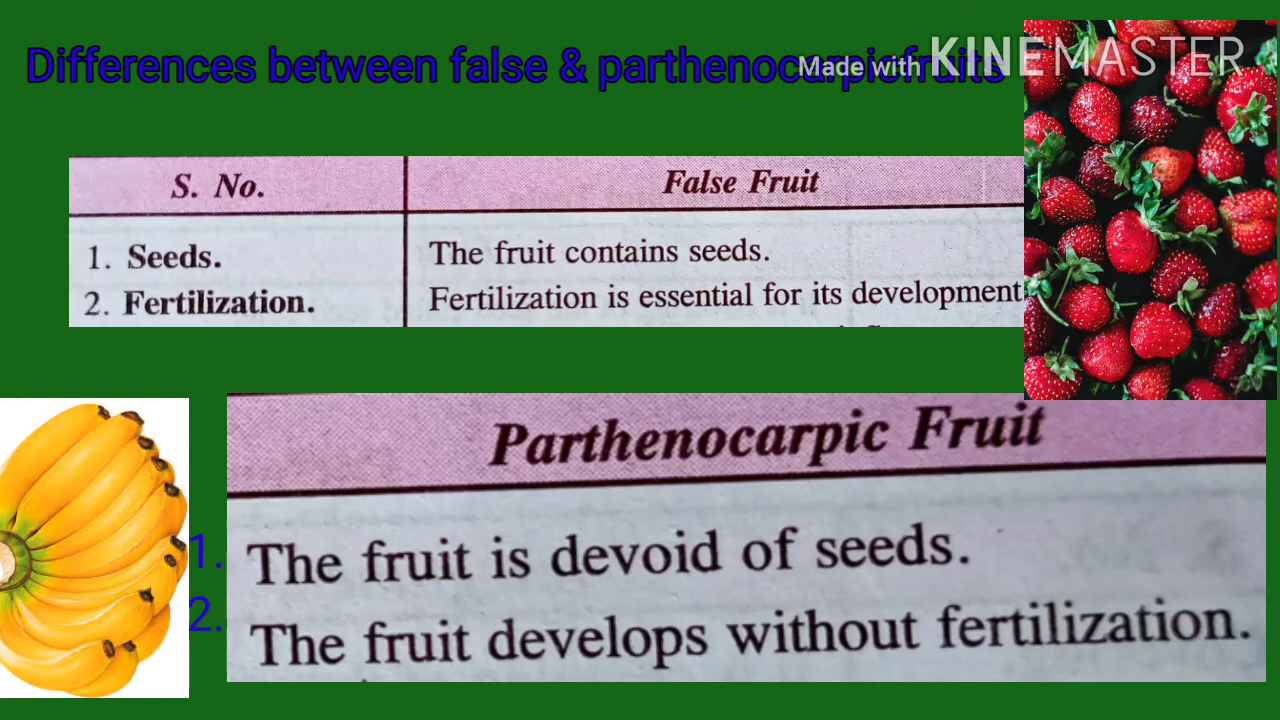 Differences between false & parthenocarpic fruits
Made with KINEMASTER
S. No.
False Fruit
1. Seeds.
The fruit contains seeds.
2. Fertilization.
Fertilization is essential for its development
Parthenocarpic Fruit
1. The fruit is devoid of seeds.
2. The fruit develops without fertilization.